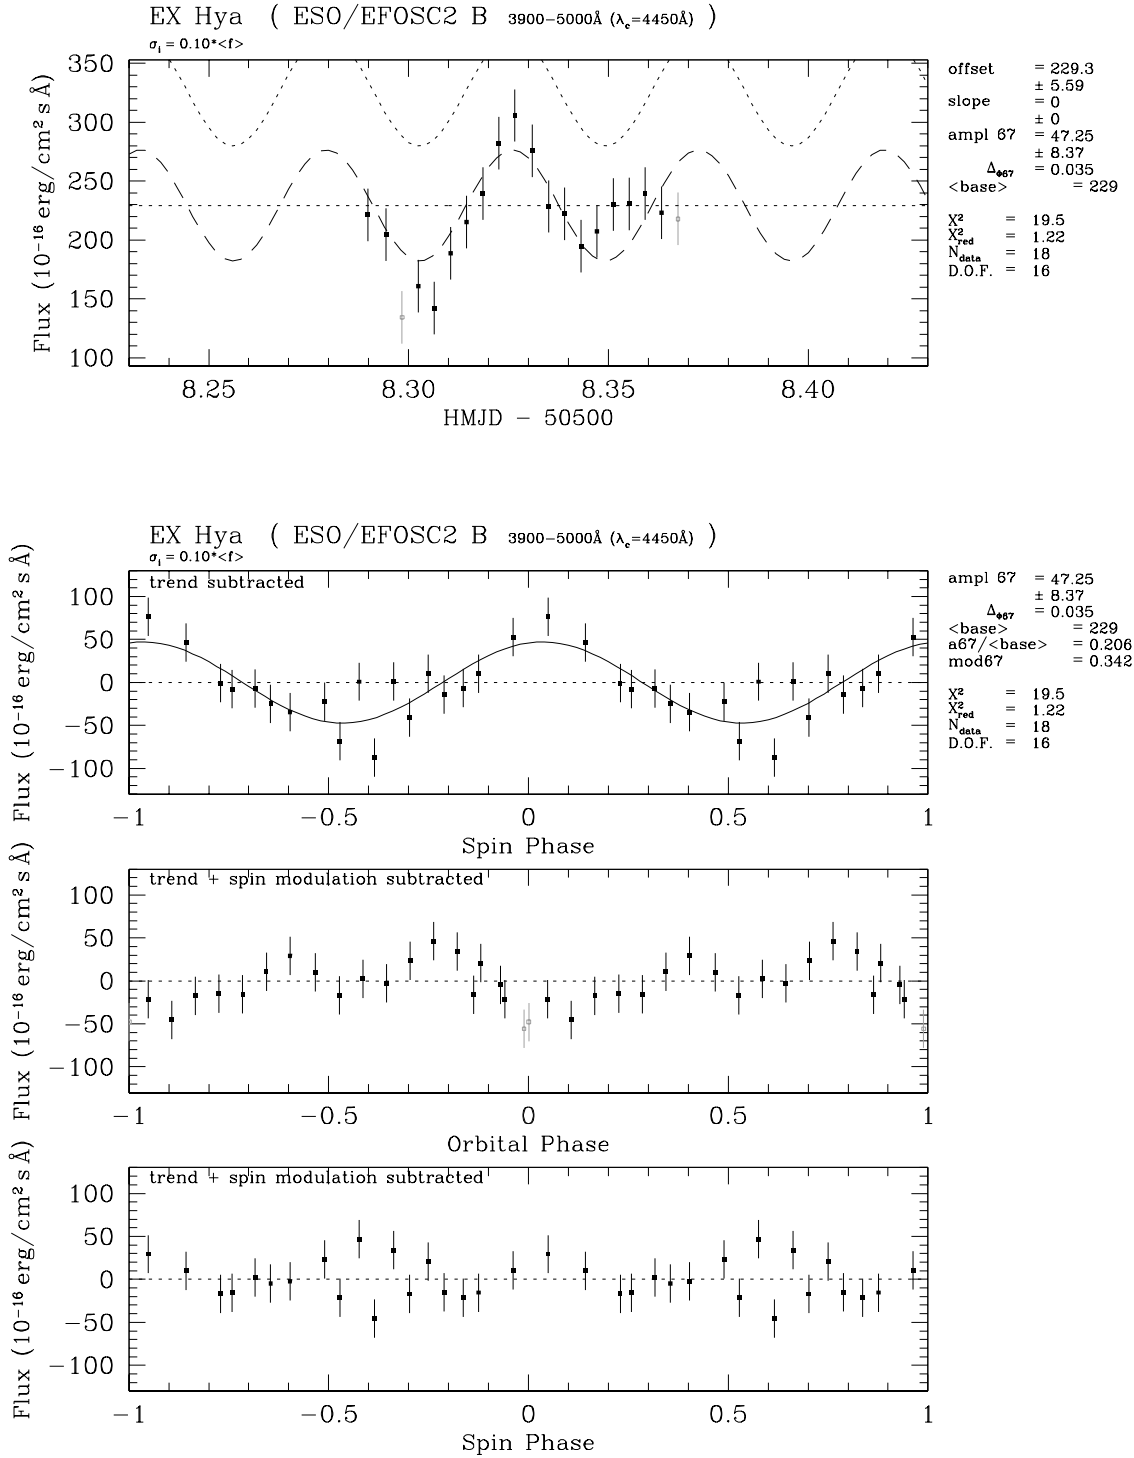 EX Hya ( ESO/EFOSC2 B 3900−5000Å (λc=4450Å) )
σi = 0.10*<f>
350
300
250
200
150
100
Flux (10−16 erg/cm² s Å)
8.25 8.30 8.35 8.40
HMJD − 50500
offset = 229.3
± 5.59
slope = 0
± 0
ampl 67 = 47.25
± 8.37
ΔΦ67 = 0.035
<base> = 229
X² = 19.5
X²red = 1.22
Ndata = 18
D.O.F. = 16
EX Hya ( ESO/EFOSC2 B 3900−5000Å (λc=4450Å) )
σi = 0.10*<f>
trend subtracted
100
50
0
−50
−100
Flux (10−16 erg/cm² s Å)
−1 −0.5 0 0.5 1
Spin Phase
ampl 67 = 47.25
± 8.37
ΔΦ67 = 0.035
<base> = 229
a67/<base> = 0.206
mod67 = 0.342
X² = 19.5
X²red = 1.22
Ndata = 18
D.O.F. = 16
trend + spin modulation subtracted
100
50
0
−50
−100
Flux (10−16 erg/cm² s Å)
−1 −0.5 0 0.5 1
Orbital Phase
trend + spin modulation subtracted
100
50
0
−50
−100
Flux (10−16 erg/cm² s Å)
−1 −0.5 0 0.5 1
Spin Phase